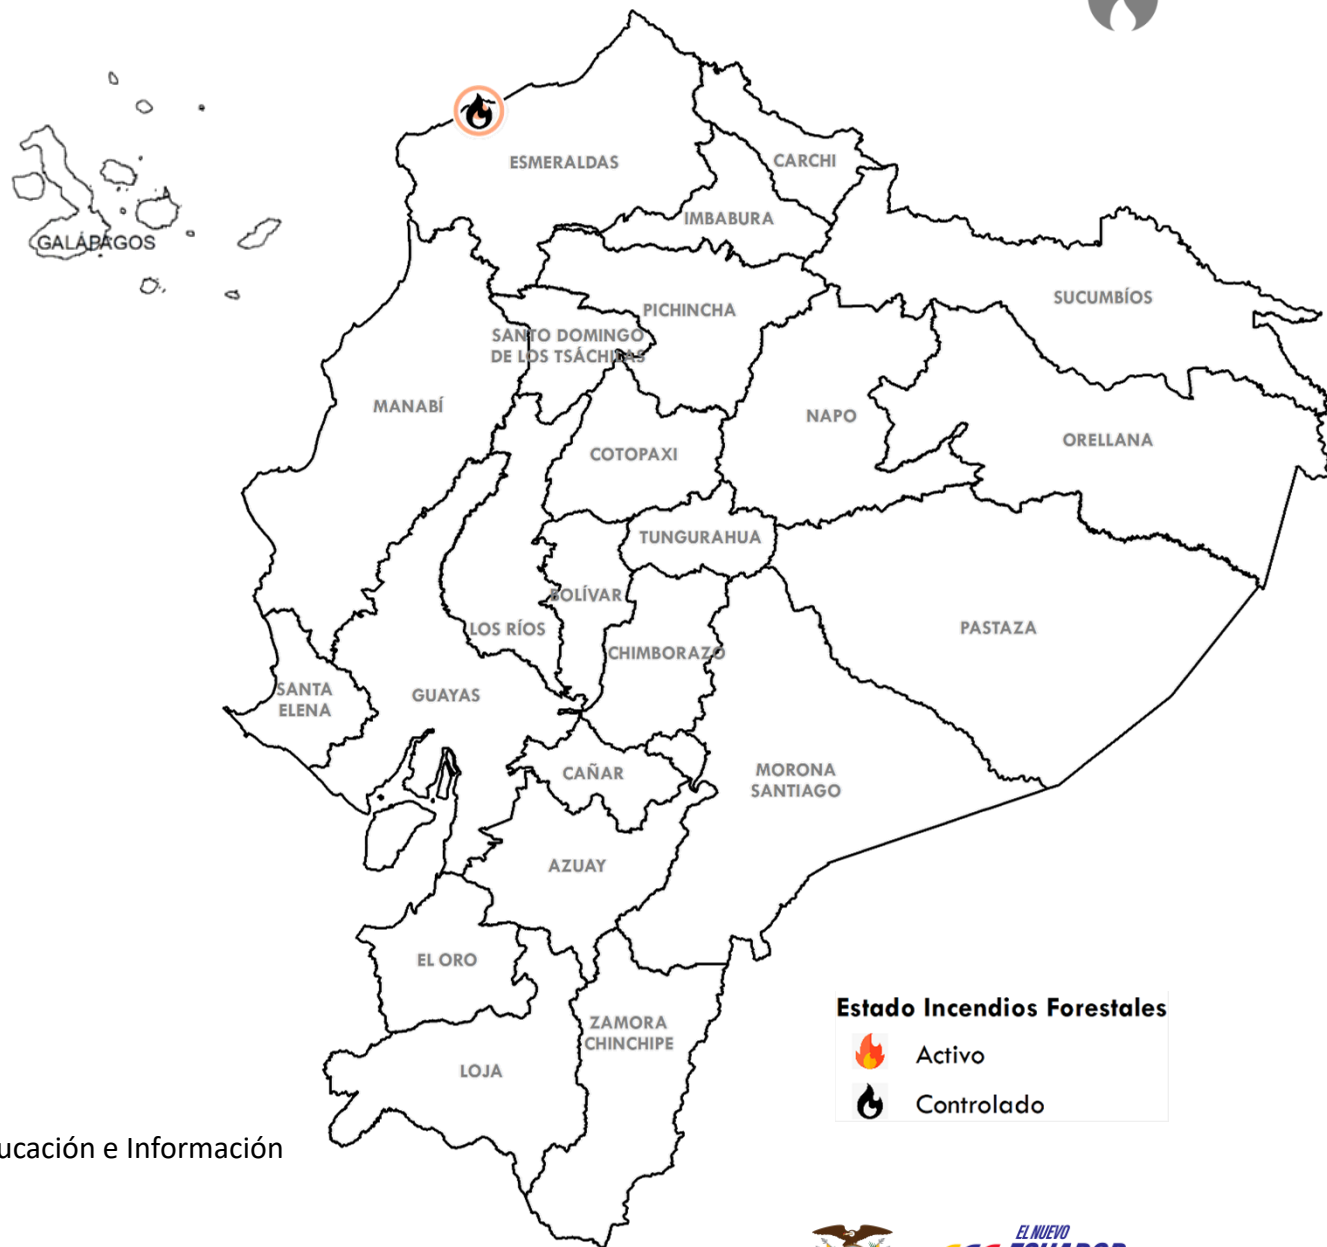 ESMERALDAS
CARCHI
IMBABURA
GALÁPAGOS
SUCUMBÍOS
PICHINCHA
SANTO DOMINGO
DE LOS TSÁCHILAS
MANABÍ
NAPO
ORELLANA
COTOPAXI
TUNGURAHUA
BOLÍVAR
LOS RÍOS
PASTAZA
CHIMBORAZO
SANTA
ELENA
GUAYAS
CAÑAR
MORONA
SANTIAGO
AZUAY
EL ORO
ZAMORA
CHINCHIPE
LOJA
Estado Incendios Forestales
Activo
Controlado
ucación e Información
EL NUEVO
ECUADOR